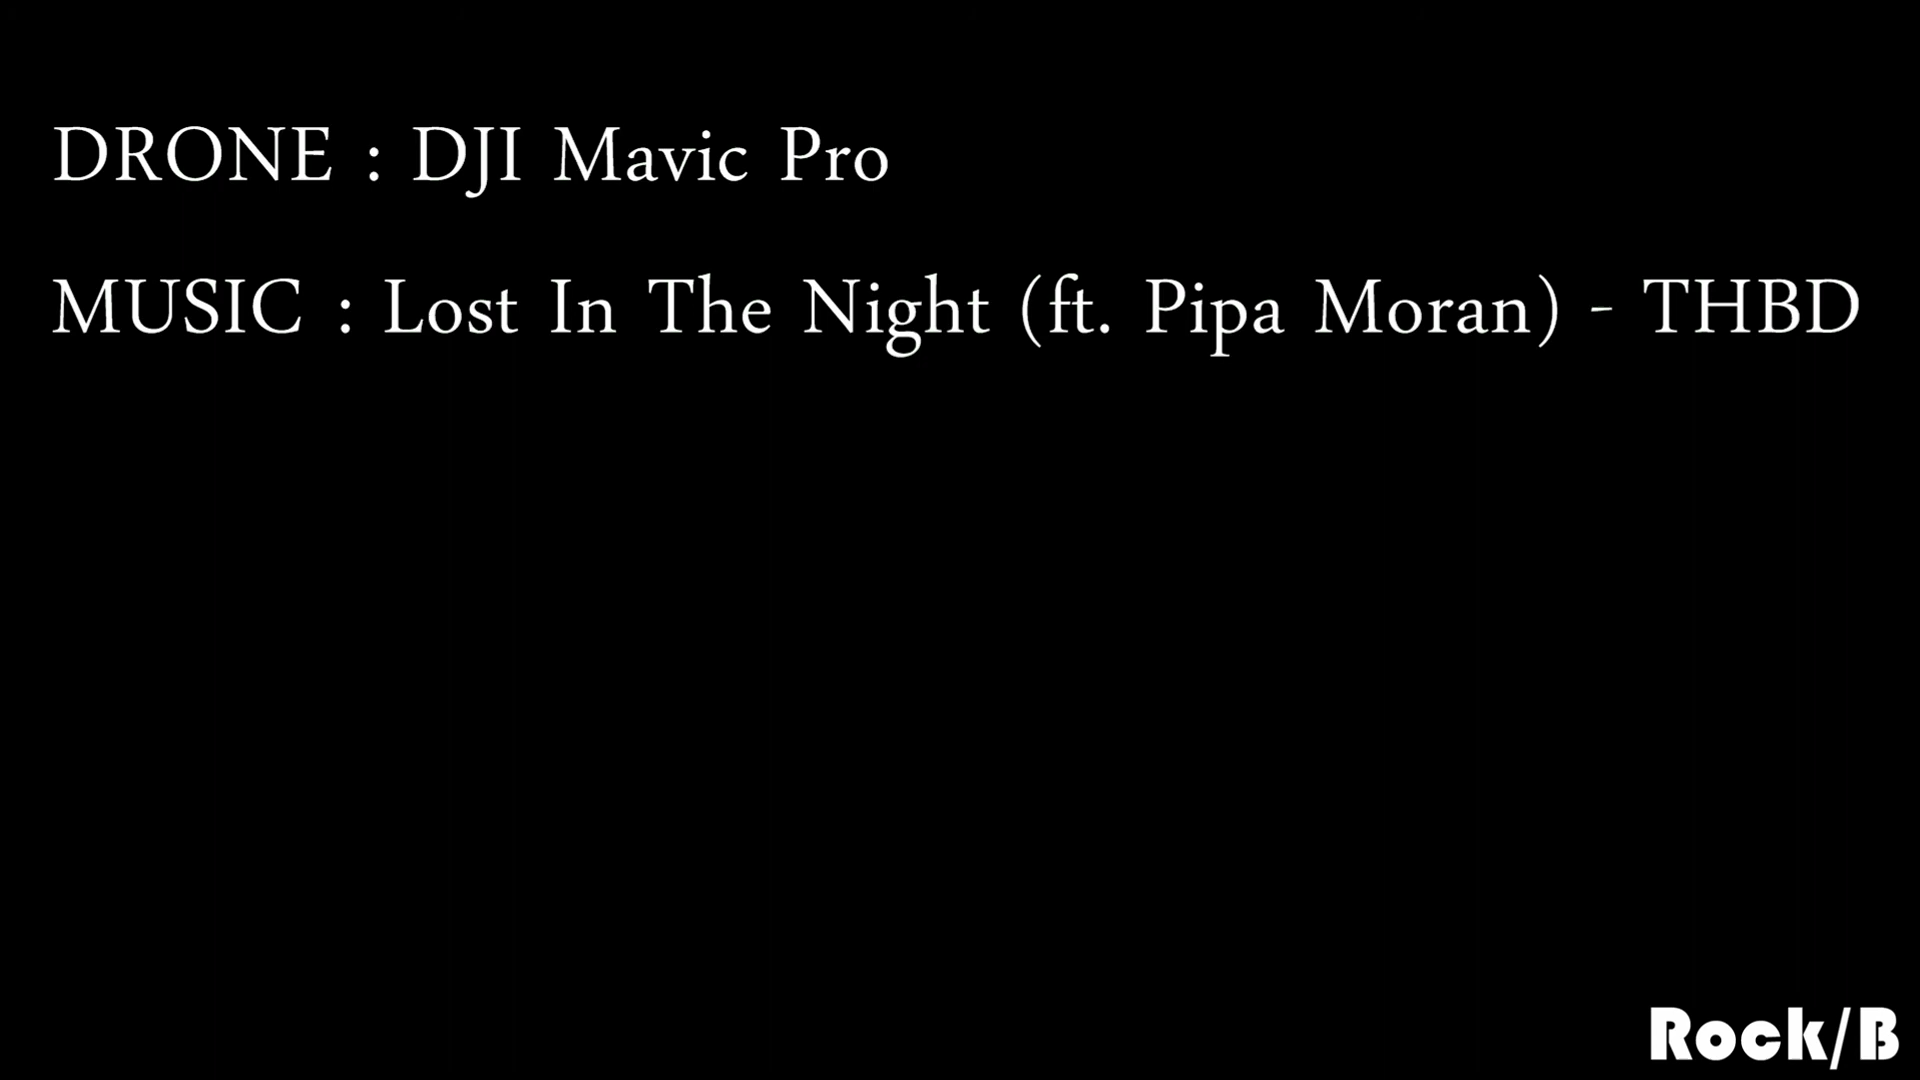 DRONE : DJI Mavic Pro
MUSIC : Lost In The Night (ft. Pipa Moran) - THBD
Rock/B